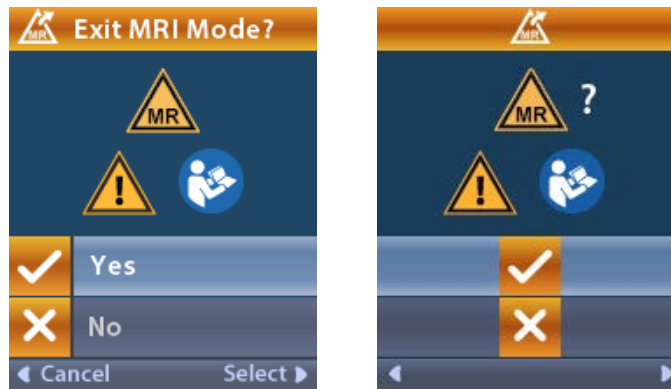 MR Exit MRI Mode?
MR
!
Yes
No
Cancel Select
MR
MR ?
!